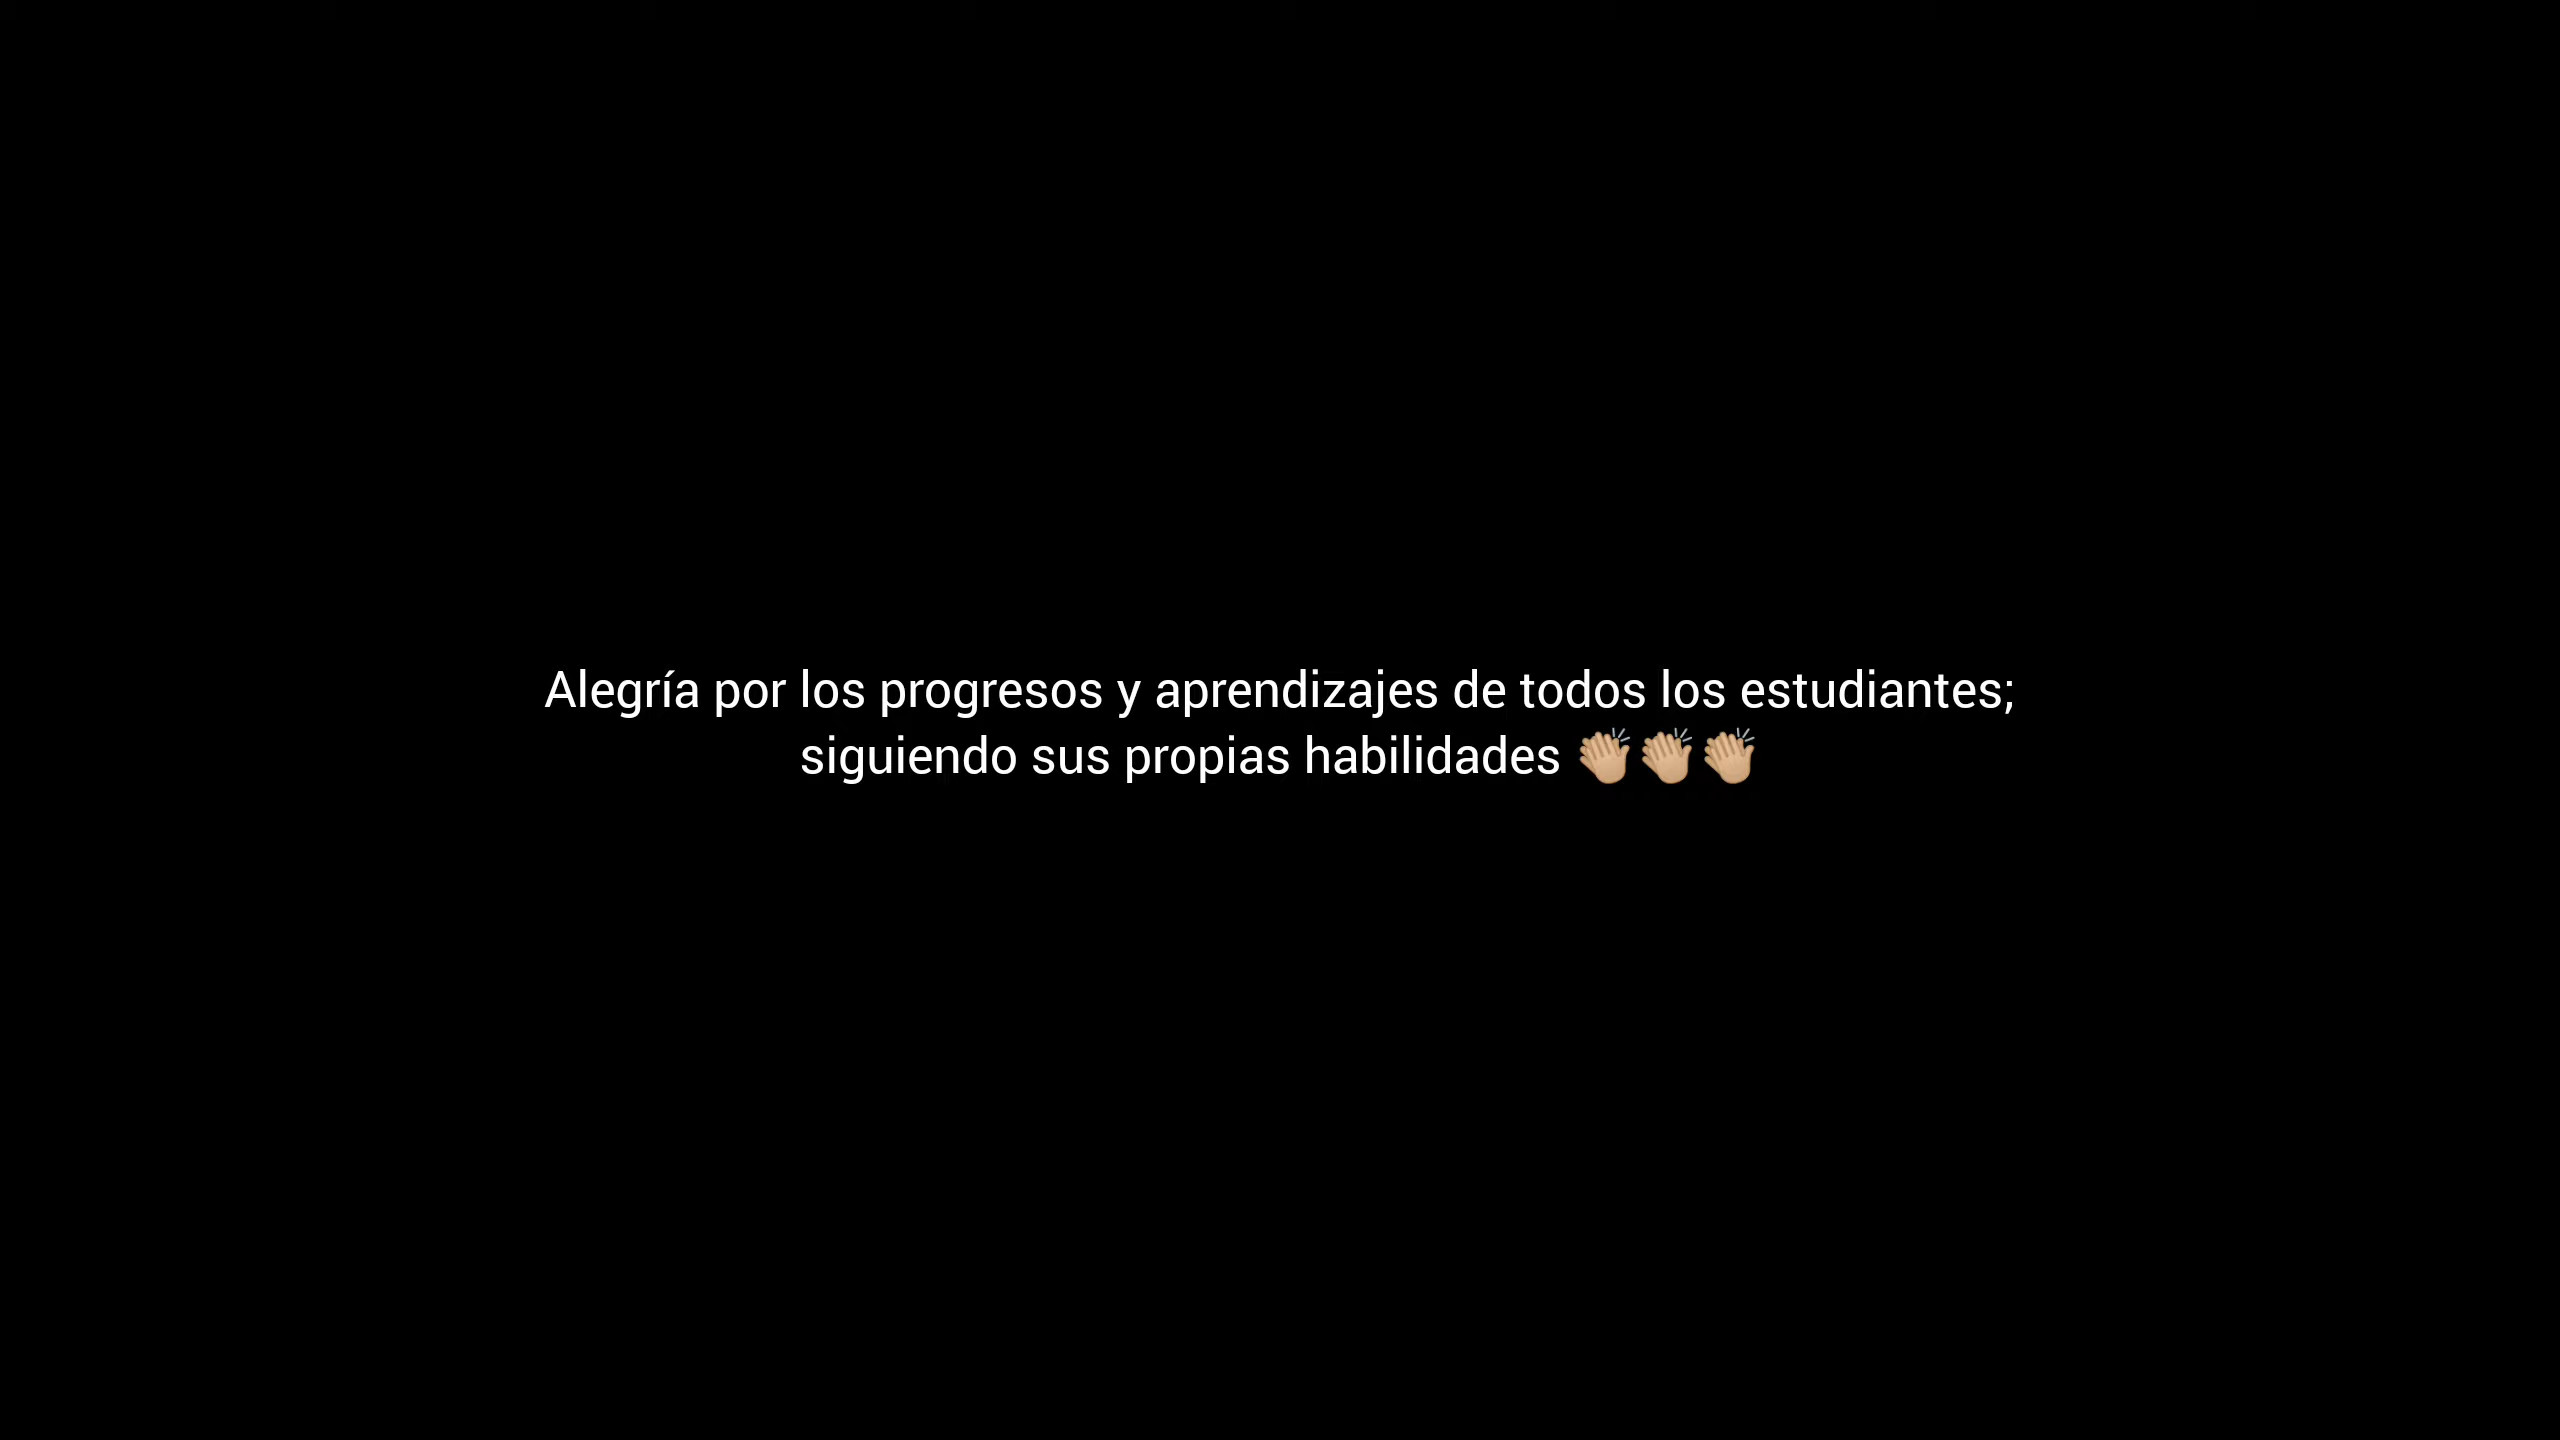 Alegría por los progresos y aprendizajes de todos los estudiantes;
siguiendo sus propias habilidades 👏🏼👏🏼👏🏼